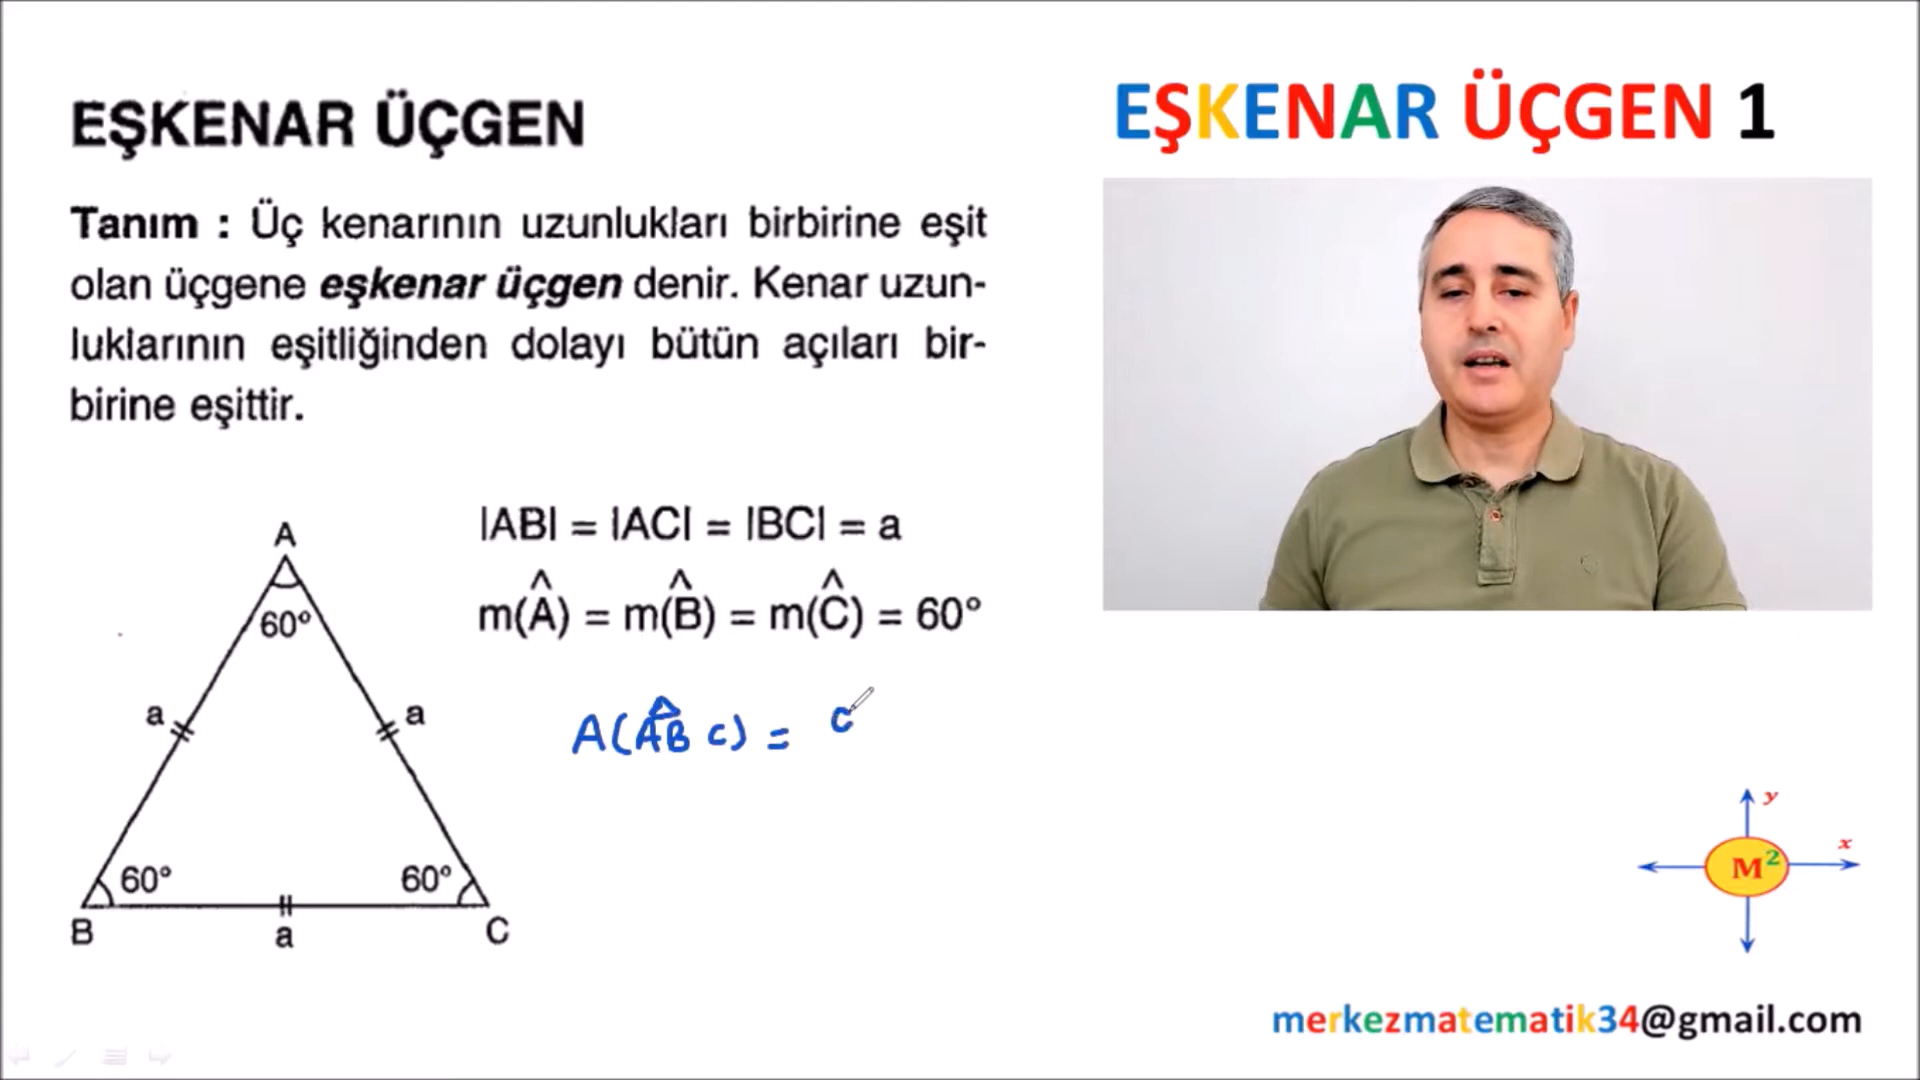 EŞKENAR ÜÇGEN
Tanım : Üç kenarının uzunlukları birbirine eşit
olan üçgene eşkenar üçgen denir. Kenar uzun-
luklarının eşitliğinden dolayı bütün açıları bir-
birine eşittir.
|AB| = |AC| = |BC| = a
m(Â) = m(B̂) = m(Ĉ) = 60°
A(AB̂C) =
A
60°
a
a
60°
60°
B
a
C
EŞKENAR ÜÇGEN 1
y
x
M²
merkezmatematik34@gmail.com